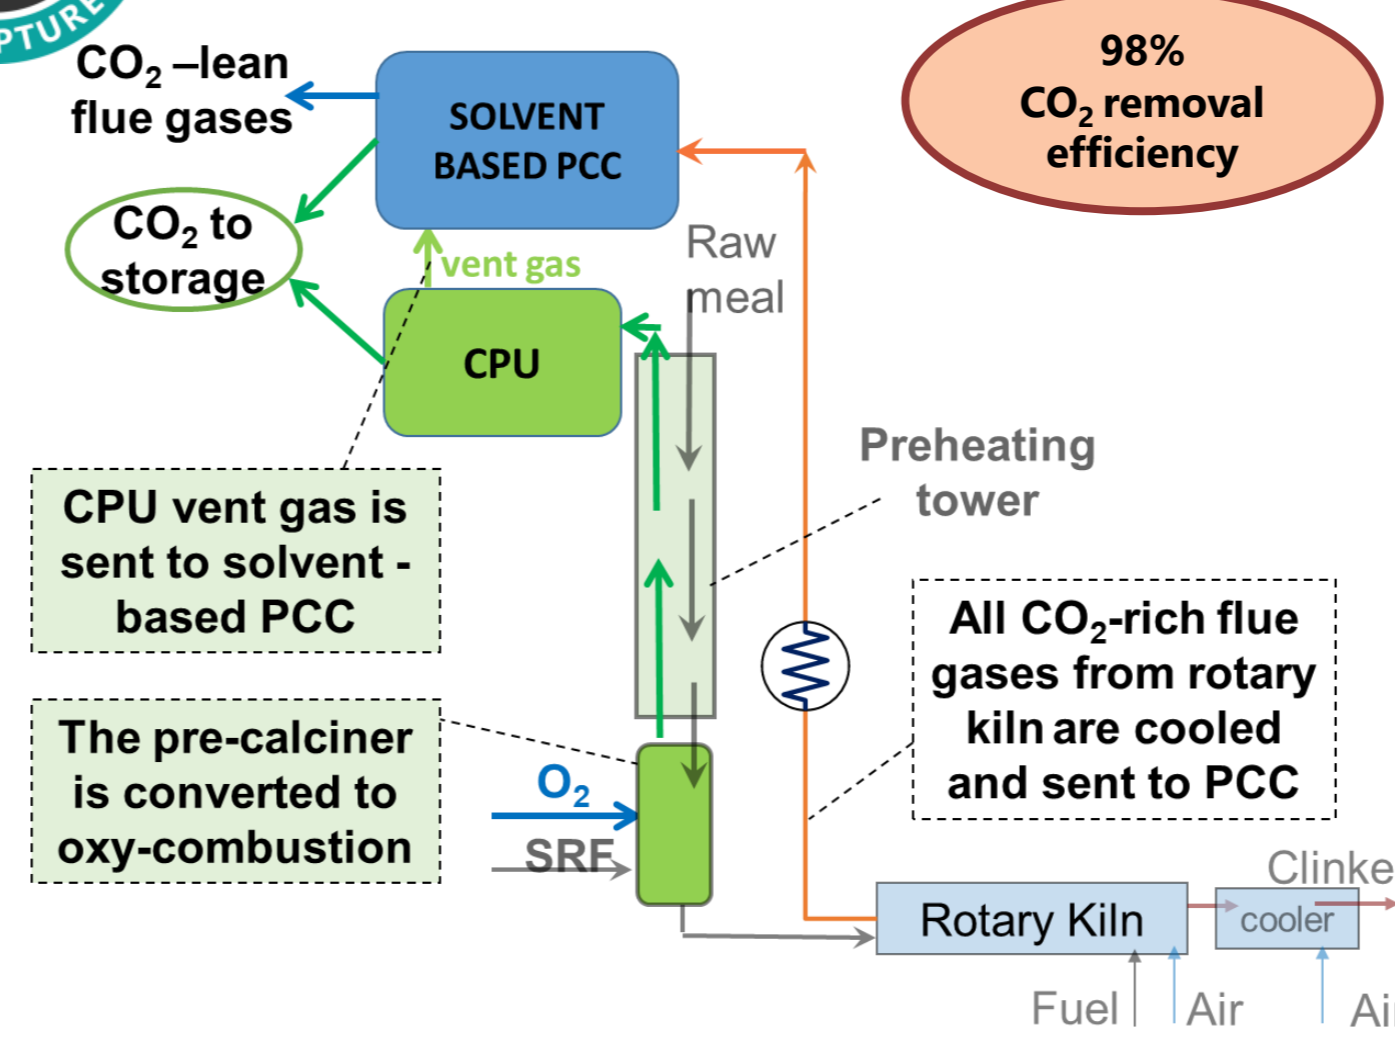 PTURE
CO₂ –lean
flue gases
SOLVENT
BASED PCC
98%
CO₂ removal
efficiency
CO₂ to
storage
vent gas
Raw
meal
CPU
Preheating
tower
CPU vent gas is
sent to solvent -
based PCC
All CO₂-rich flue
gases from rotary
kiln are cooled
and sent to PCC
The pre-calciner
is converted to
oxy-combustion
O₂
SRF
Clinke
Rotary Kiln
cooler
Fuel
Air
Air